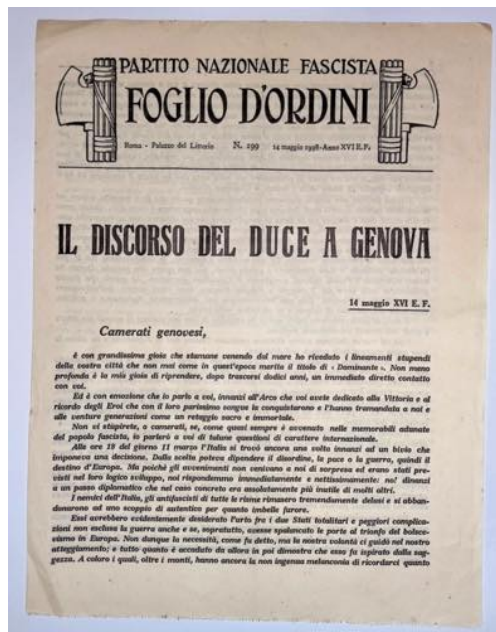 PARTITO NAZIONALE FASCISTA
FOGLIO D'ORDINI
Roma - Palazzo del Littorio N. 199 14 maggio 1938-Anno XVI E. F.
IL DISCORSO DEL DUCE A GENOVA
14 maggio XVI E. F.
Camerati genovesi,
è con grandissima gioia che stamane venendo dal mare ho riveduto i lineamenti stupendi
della vostra città che non mai come in quest'epoca merita il titolo di « Dominante ». Non meno
profonda è la mia gioia di riprendere, dopo trascorsi dodici anni, un immediato diretto contatto
con voi.
Ed è con emozione che io parlo a voi, innanzi all'Arco che voi avete dedicato alla Vittoria e al
ricordo degli Eroi che con il loro purissimo sangue la conquistarono e l'hanno tramandata a noi e
alle venture generazioni come un retaggio sacro e immortale.
Non vi stupirete, o camerati, se, come quasi sempre è avvenuto nelle memorabili adunate
del popolo fascista, io parlerò a voi di talune questioni di carattere internazionale.
Alle ore 19 del giorno 11 marzo l'Italia si trovò ancora una volta innanzi ad un bivio che
imponeva una decisione. Dalla scelta poteva dipendere il disordine, la pace o la guerra, quindi il
destino d'Europa. Ma poichè gli avvenimenti non venivano a noi di sorpresa ed erano stati pre-
visti nel loro logico sviluppo, noi rispondemmo immediatamente e nettissimamente: no! dinanzi
a un passo diplomatico che nel caso concreto era assolutamente più inutile di molti altri.
I nemici dell'Italia, gli antifascisti di tutte le risma rimasero tremendamente delusi e si abban-
donarono ad uno scoppio di autentico per quanto imbelle furore.
Essi avrebbero evidentemente desiderato l'urto fra i due Stati totalitari e peggiori complica-
zioni non esclusa la guerra anche e se, soprattutto, avesse spalancato le porte al trionfo del bolsce-
vismo in Europa. Non dunque la necessità, come fu detto, ma la nostra volontà ci guidò nel nostro
atteggiamento; e tutto quanto è accaduto da allora in poi dimostra che esso fu ispirato dalla sag-
gezza. A coloro i quali, oltre i monti, hanno ancora la non ingenua melanconia di ricordarci quanto